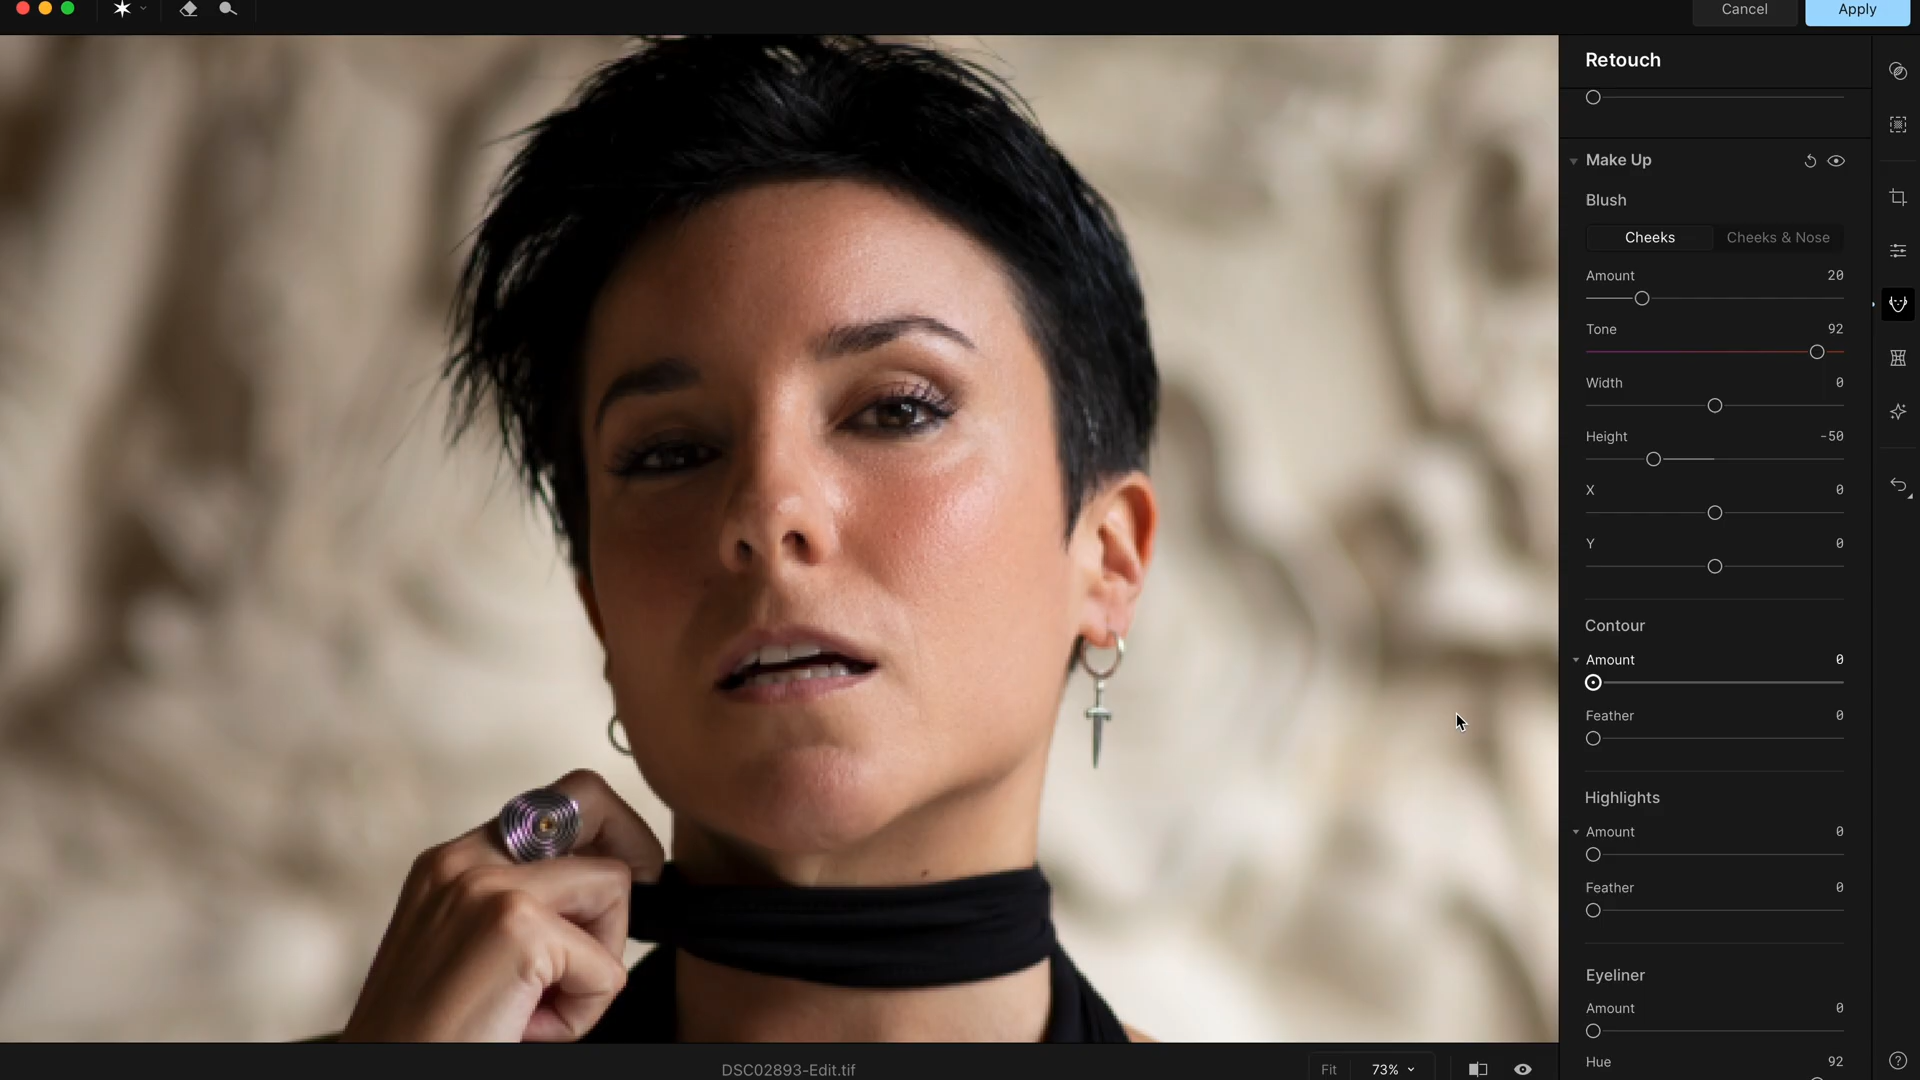 Cancel
Apply
Retouch
Make Up
Blush
Cheeks
Cheeks & Nose
Amount 20
Tone 92
Width 0
Height -50
X 0
Y 0
Contour
Amount 0
Feather 0
Highlights
Amount 0
Feather 0
Eyeliner
Amount 0
Hue 92
DSC02893-Edit.tif
Fit
73%